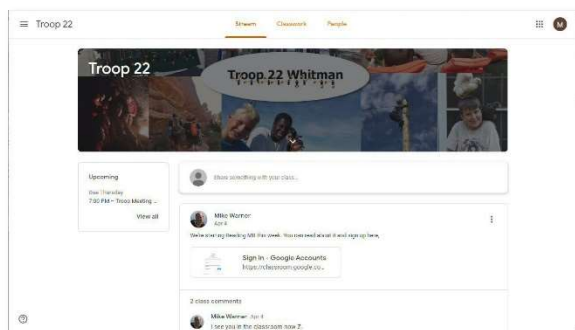 Troop 22
Stream Classwork People
M
Troop 22
Troop 22 Whitman
Upcoming
Due Thursday
7:00 PM – Troop Meeting ...
View all
Share something with your class...
Mike Warner
Apr 4
We're starting Reading MB this week. You can read about it and sign up here,
Sign in - Google Accounts
https://classroom.google.co...
2 class comments
Mike Warner Apr 4
I see you in the classroom now Z.